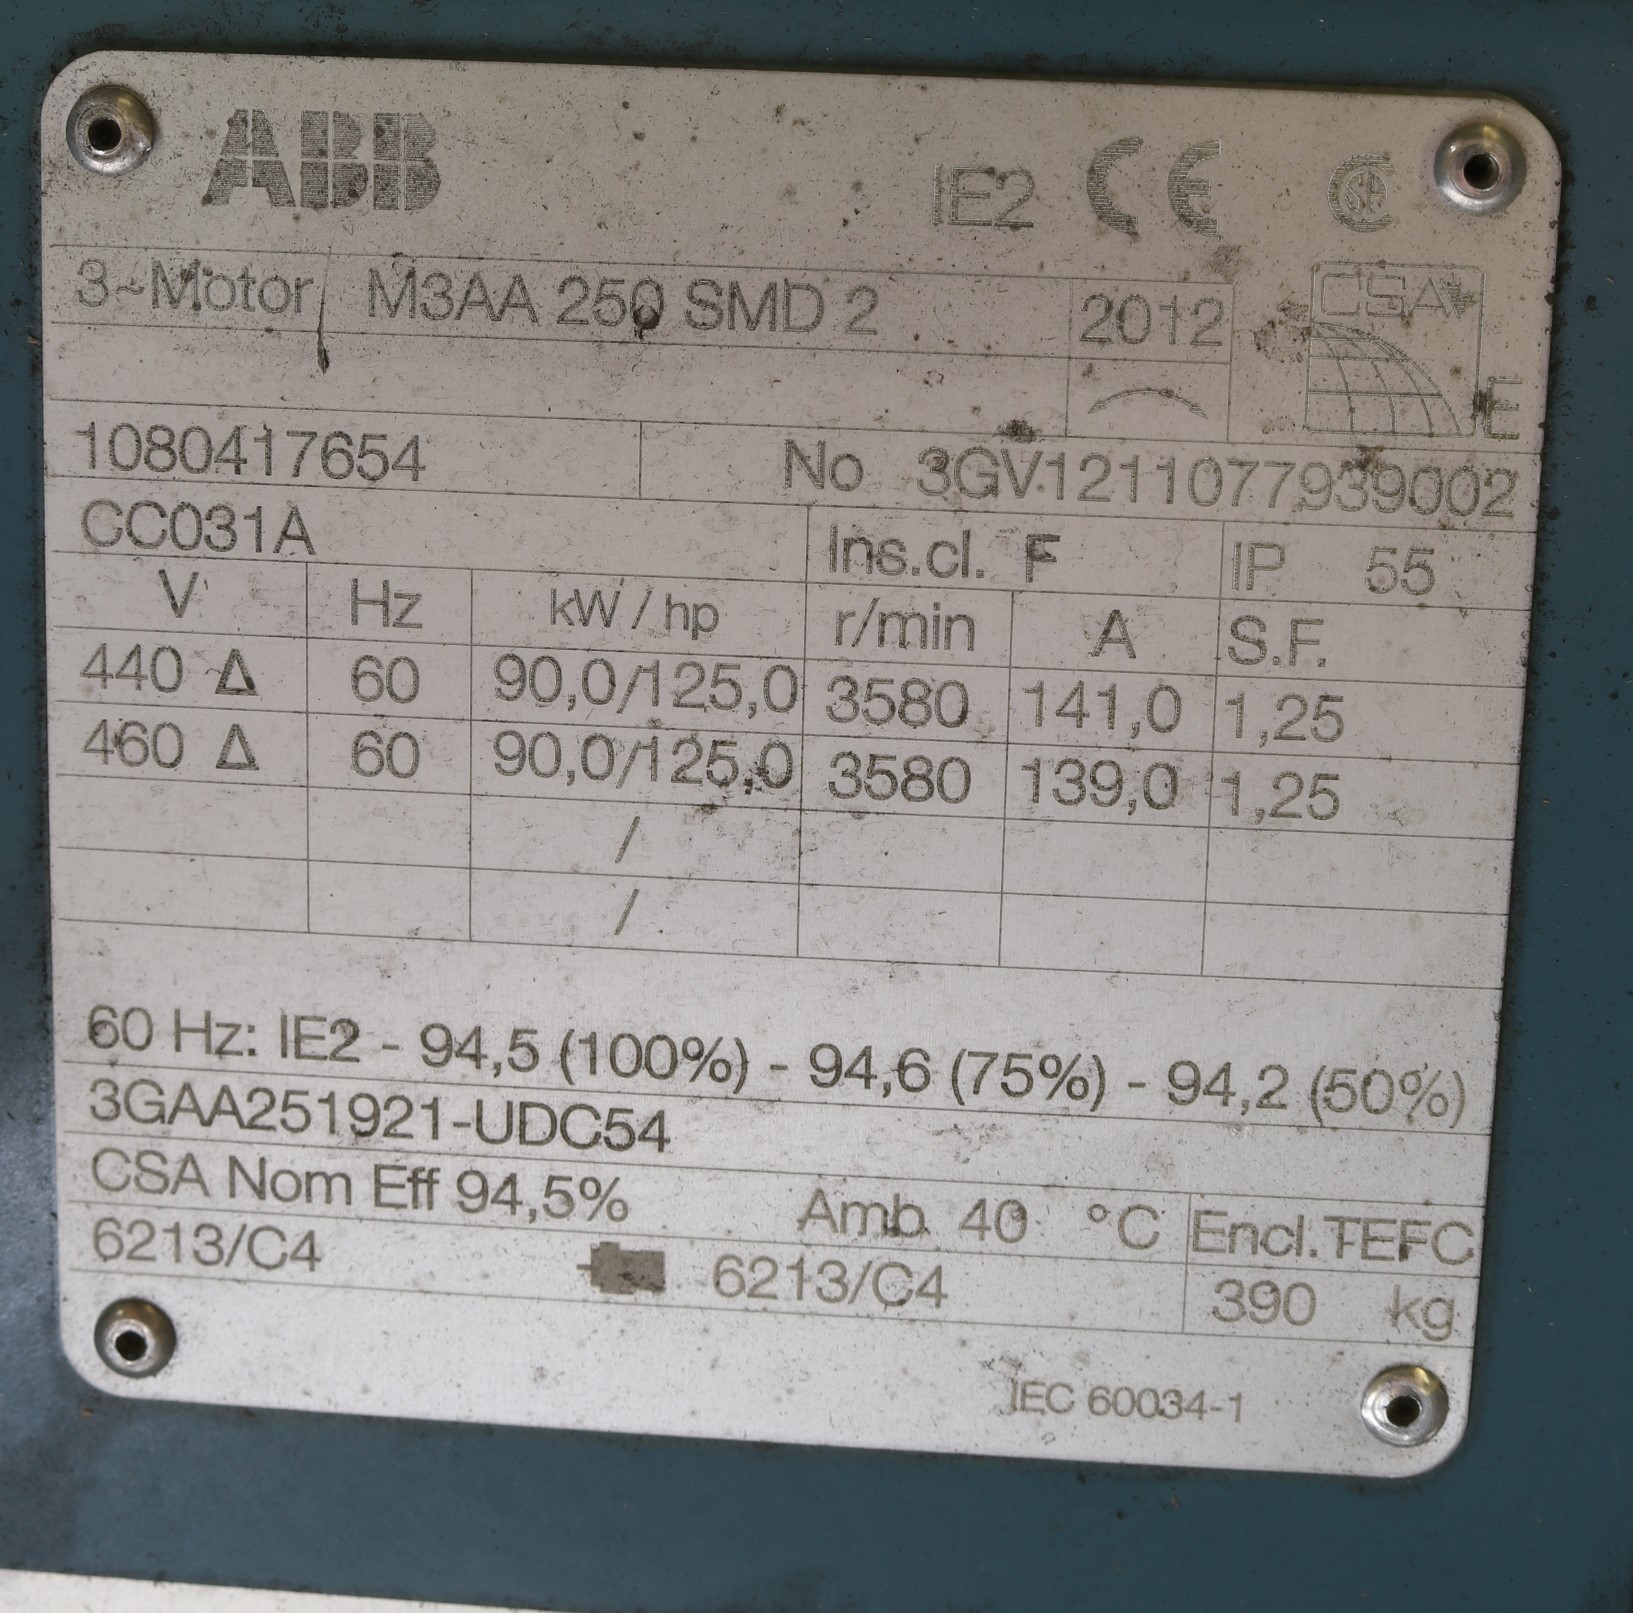 ABB IE2 CE CSA
3~Motor M3AA 250 SMD 2 2012 CSA
E
1080417654 No 3GV1211077939002
CC031A Ins.cl. F IP 55
V Hz kW / hp r/min A S.F.
440 Δ 60 90,0/125,0 3580 141,0 1,25
460 Δ 60 90,0/125,0 3580 139,0 1,25
/
/
60 Hz: IE2 - 94,5 (100%) - 94,6 (75%) - 94,2 (50%)
3GAA251921-UDC54
CSA Nom Eff 94,5% Amb. 40 °C Encl.TEFC
6213/C4 6213/C4 390 kg
IEC 60034-1